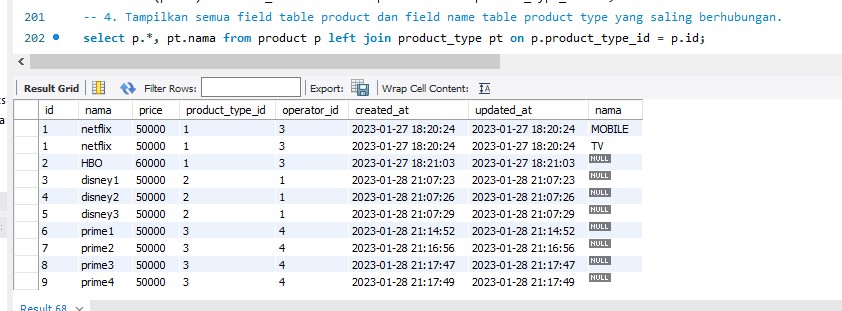 201 -- 4. Tampilkan semua field table product dan field name table product type yang saling berhubungan.
202 select p.*, pt.nama from product p left join product_type pt on p.product_type_id = p.id;
Result Grid Filter Rows: Export: Wrap Cell Content:
id nama price product_type_id operator_id created_at updated_at nama
1 netflix 50000 1 3 2023-01-27 18:20:24 2023-01-27 18:20:24 MOBILE
1 netflix 50000 1 3 2023-01-27 18:20:24 2023-01-27 18:20:24 TV
2 HBO 60000 1 3 2023-01-27 18:21:03 2023-01-27 18:21:03 NULL
3 disney1 50000 2 1 2023-01-28 21:07:23 2023-01-28 21:07:23 NULL
4 disney2 50000 2 1 2023-01-28 21:07:26 2023-01-28 21:07:26 NULL
5 disney3 50000 2 1 2023-01-28 21:07:29 2023-01-28 21:07:29 NULL
6 prime1 50000 3 4 2023-01-28 21:14:52 2023-01-28 21:14:52 NULL
7 prime2 50000 3 4 2023-01-28 21:16:56 2023-01-28 21:16:56 NULL
8 prime3 50000 3 4 2023-01-28 21:17:47 2023-01-28 21:17:47 NULL
9 prime4 50000 3 4 2023-01-28 21:17:49 2023-01-28 21:17:49 NULL
Result 68